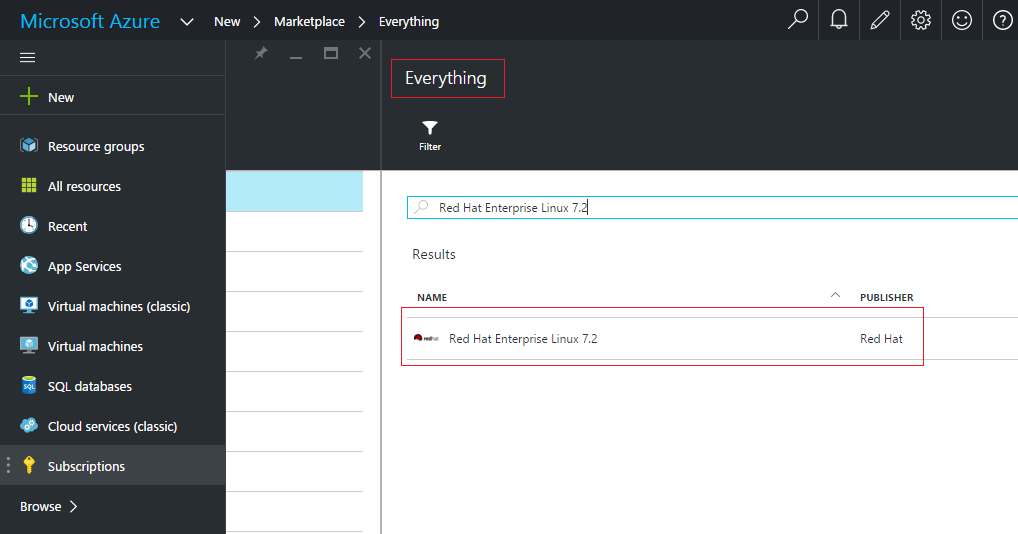 Microsoft Azure New Marketplace Everything
New
Resource groups
All resources
Recent
App Services
Virtual machines (classic)
Virtual machines
SQL databases
Cloud services (classic)
Subscriptions
Browse
Everything
Filter
Red Hat Enterprise Linux 7.2
Results
NAME PUBLISHER
redhat Red Hat Enterprise Linux 7.2 Red Hat